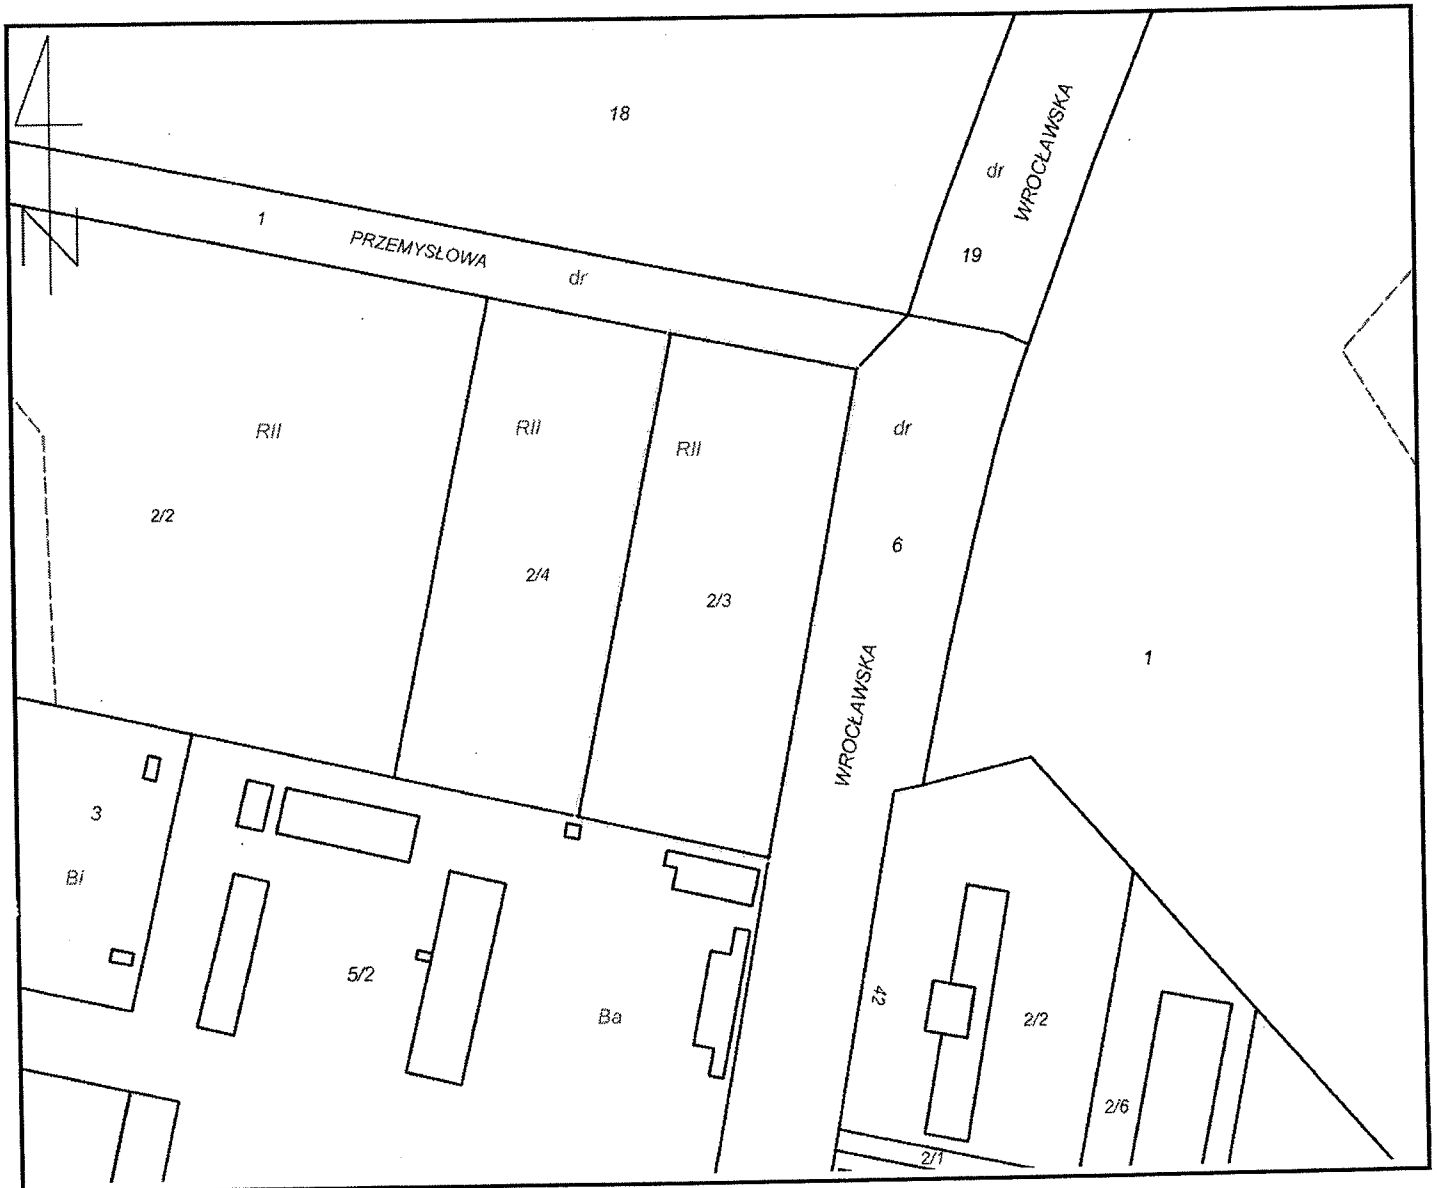 18
WROCŁAWSKA
dr
19
1
PRZEMYSŁOWA
dr
RII
RII
RII
dr
2/2
6
2/4
2/3
1
WROCŁAWSKA
3
Bi
5/2
42
Ba
2/2
2/6
2/1